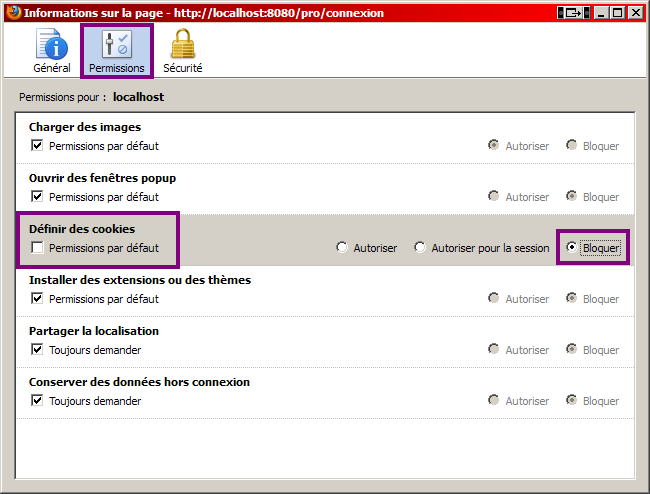 Informations sur la page - http://localhost:8080/pro/connexion
Général Permissions Sécurité
Permissions pour : localhost
Charger des images
Permissions par défaut Autoriser Bloquer
Ouvrir des fenêtres popup
Permissions par défaut Autoriser Bloquer
Définir des cookies
Permissions par défaut Autoriser Autoriser pour la session Bloquer
Installer des extensions ou des thèmes
Permissions par défaut Autoriser Bloquer
Partager la localisation
Toujours demander Autoriser Bloquer
Conserver des données hors connexion
Toujours demander Autoriser Bloquer